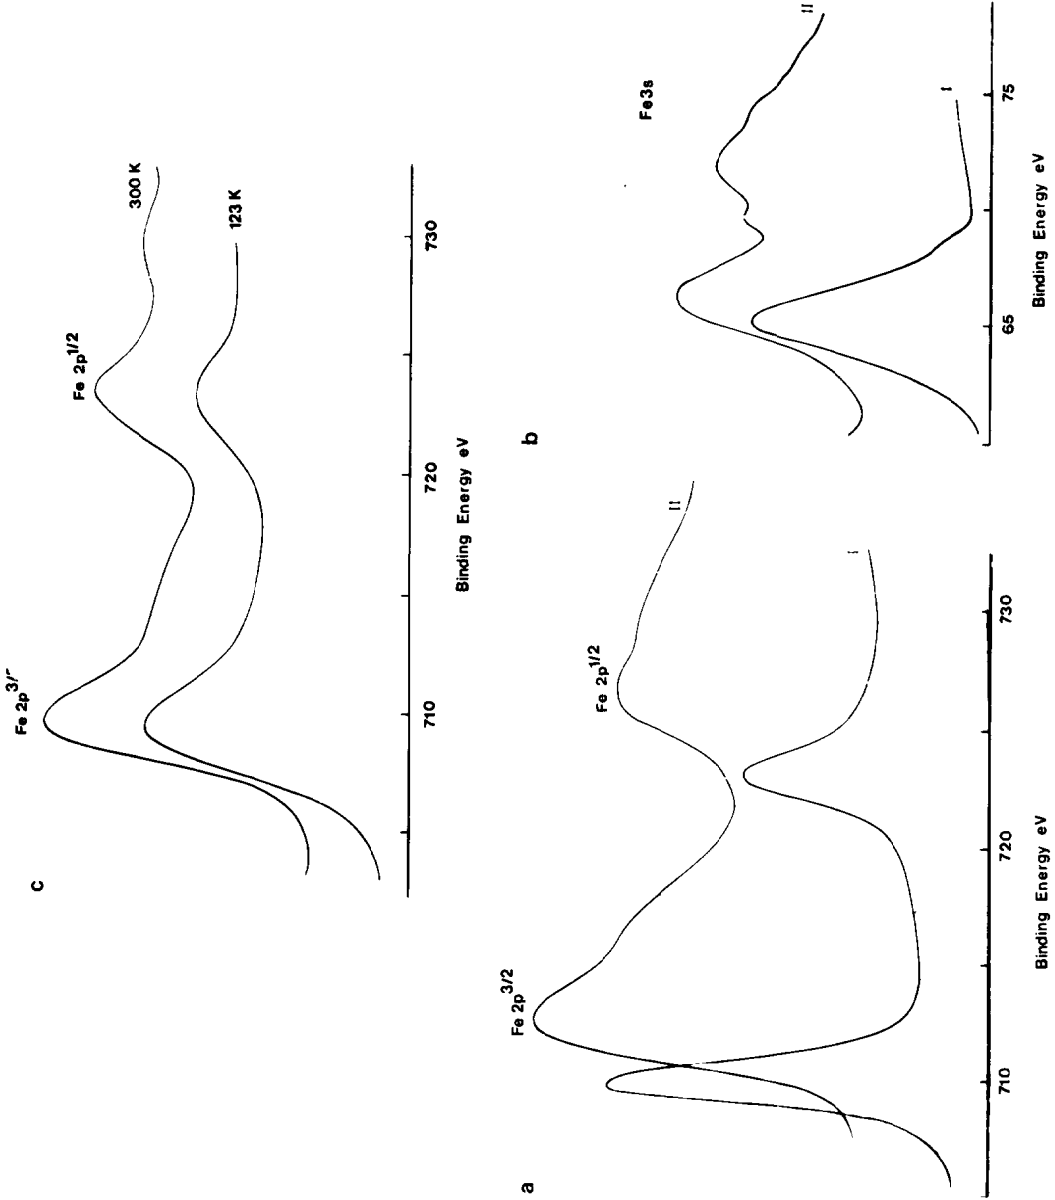 c
Fe 2p3/
Fe 2p1/2
300 K
123 K
710 720 730
Binding Energy eV
a
Fe 2p3/2
Fe 2p1/2
II
I
710 720 730
Binding Energy eV
b
Fe3s
II
I
65 75
Binding Energy eV